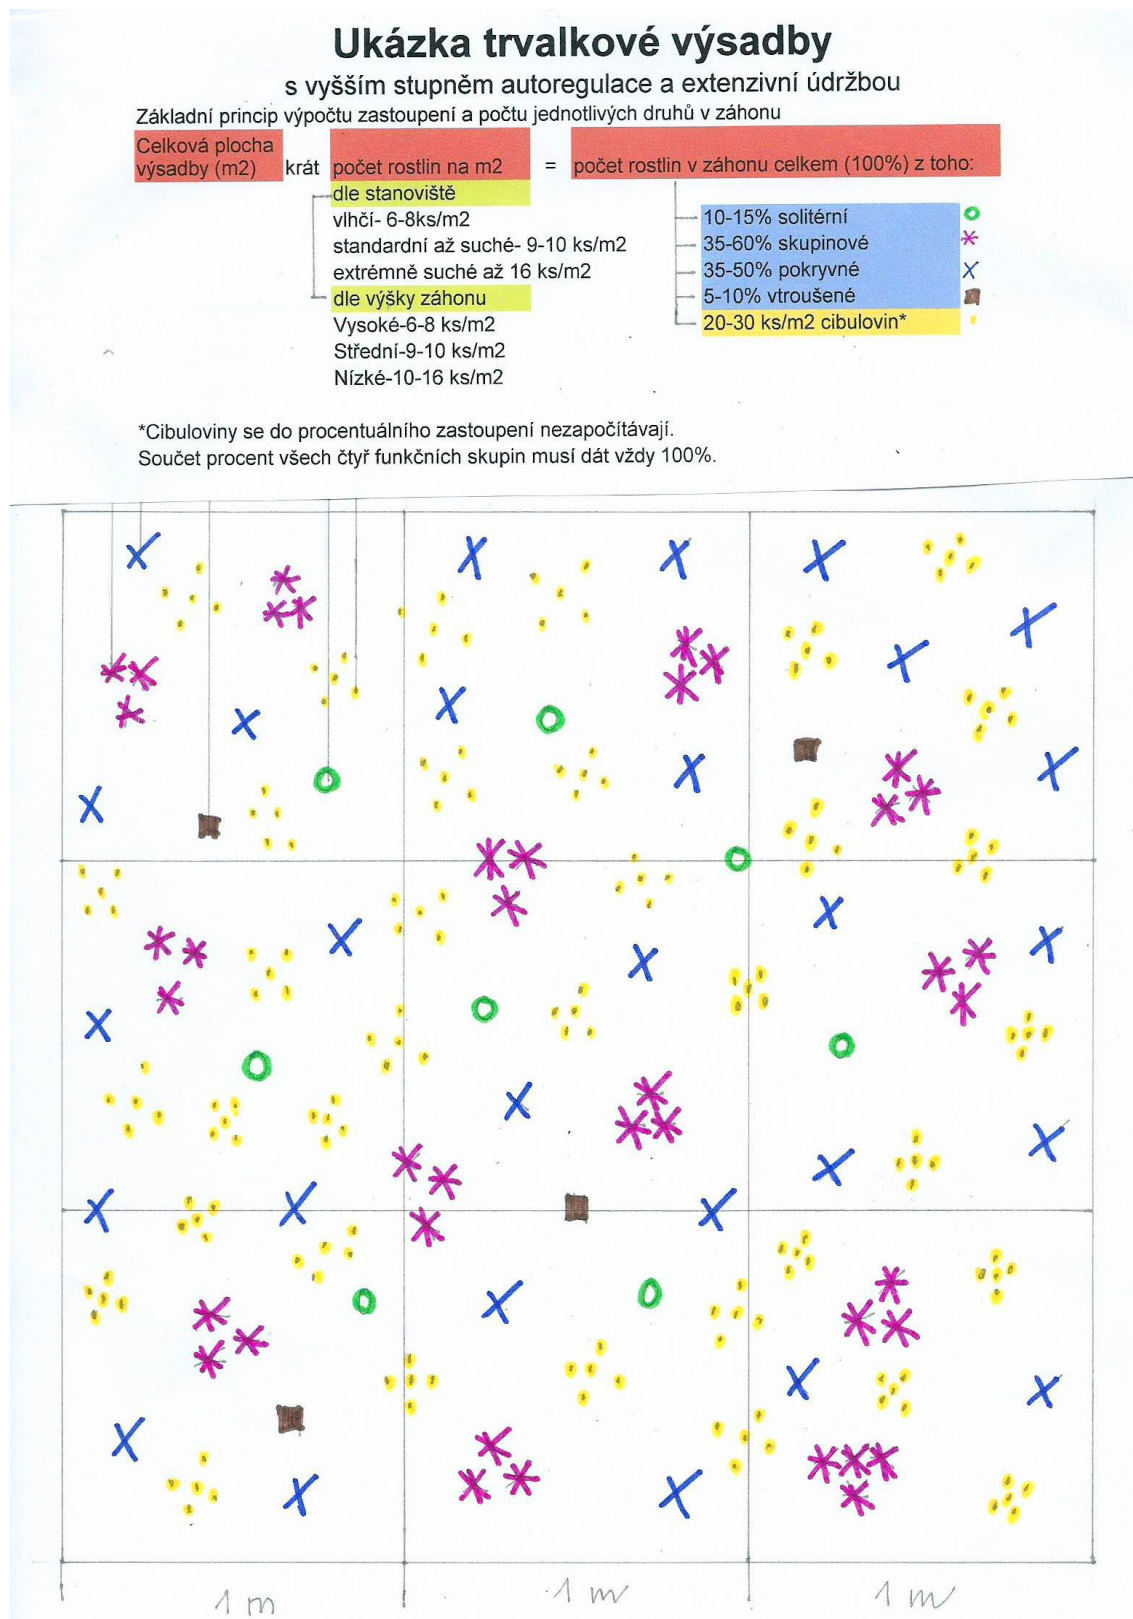 Ukázka trvalkové výsadby
s vyšším stupněm autoregulace a extenzivní údržbou
Základní princip výpočtu zastoupení a počtu jednotlivých druhů v záhonu
Celková plocha
výsadby (m2) krát počet rostlin na m2 = počet rostlin v záhonu celkem (100%) z toho:
dle stanoviště
vlhčí- 6-8ks/m2
standardní až suché- 9-10 ks/m2
extrémně suché až 16 ks/m2
dle výšky záhonu
Vysoké-6-8 ks/m2
Střední-9-10 ks/m2
Nízké-10-16 ks/m2
10-15% solitérní
35-60% skupinové
35-50% pokryvné
5-10% vtroušené
20-30 ks/m2 cibulovin*
*Cibuloviny se do procentuálního zastoupení nezapočítávají.
Součet procent všech čtyř funkčních skupin musí dát vždy 100%.
1 m 1 m 1 m